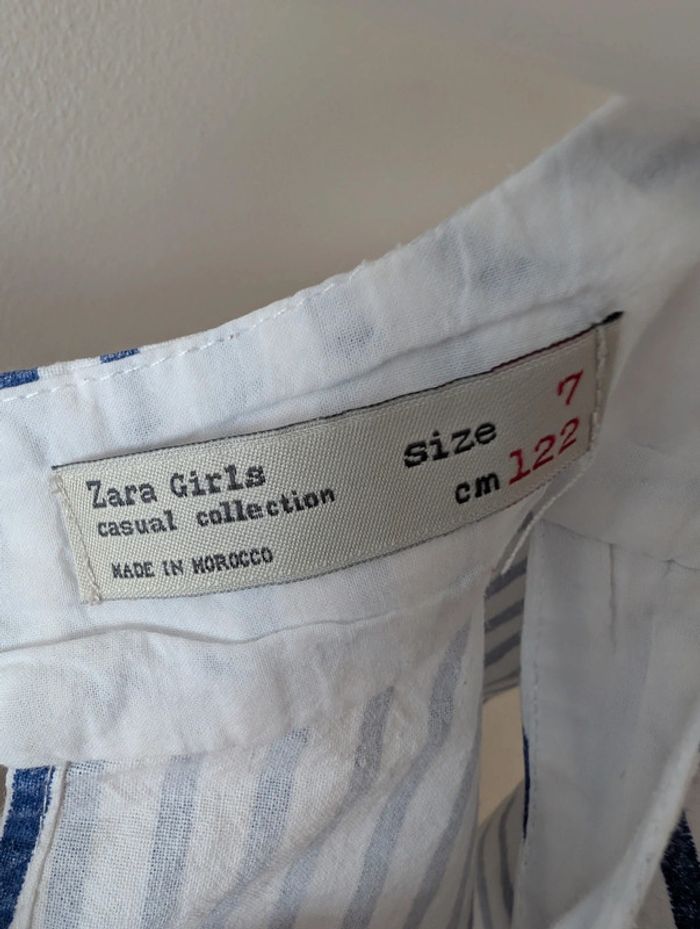 Zara Girls
casual collection
MADE IN MOROCCO
Size 7
cm 122